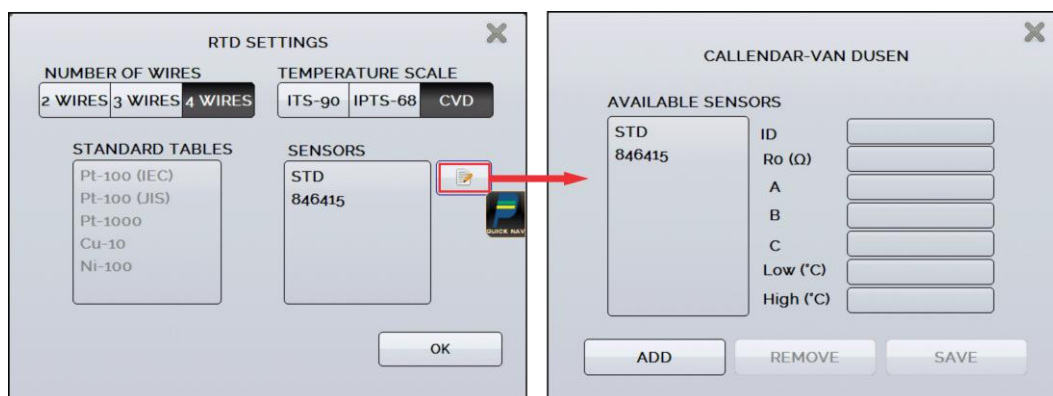 RTD SETTINGS
NUMBER OF WIRES
2 WIRES 3 WIRES 4 WIRES
TEMPERATURE SCALE
ITS-90 IPTS-68 CVD
STANDARD TABLES
Pt-100 (IEC)
Pt-100 (JIS)
Pt-1000
Cu-10
Ni-100
SENSORS
STD
846415
QUICK NAV
OK
CALLENDAR-VAN DUSEN
AVAILABLE SENSORS
STD
846415
ID
Ro (Ω)
A
B
C
Low (°C)
High (°C)
ADD REMOVE SAVE